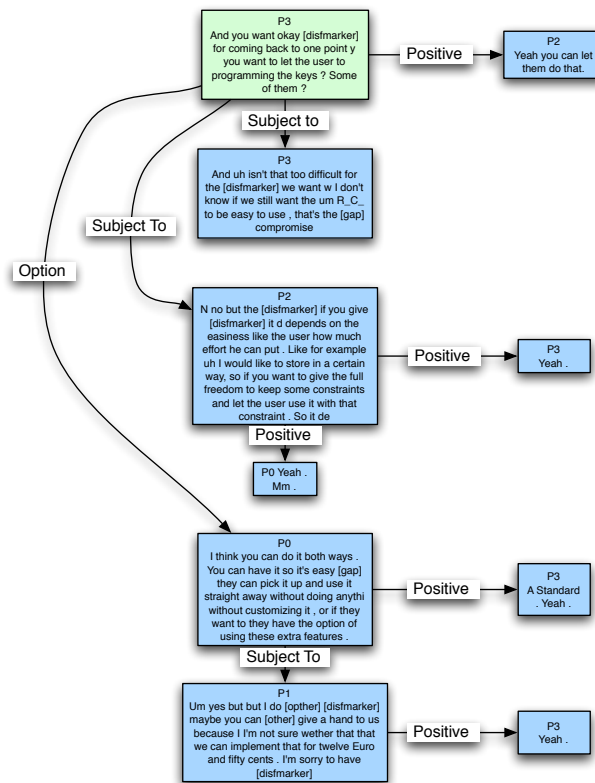 P3
And you want okay [disfmarker]
for coming back to one point y
you want to let the user to
programming the keys ? Some
of them ?
Positive
P2
Yeah you can let
them do that.
Subject to
P3
And uh isn't that too difficult for
the [disfmarker] we want w I don't
know if we still want the um R_C_
to be easy to use , that's the [gap]
compromise
Subject To
Option
P2
N no but the [disfmarker] if you give
[disfmarker] it d depends on the
easiness like the user how much
effort he can put . Like for example
uh I would like to store in a certain
way, so if you want to give the full
freedom to keep some constraints
and let the user use it with that
constraint . So it de
Positive
P3
Yeah .
Positive
P0 Yeah .
Mm .
P0
I think you can do it both ways .
You can have it so it's easy [gap]
they can pick it up and use it
straight away without doing anythi
without customizing it , or if they
want to they have the option of
using these extra features .
Positive
P3
A Standard
. Yeah .
Subject To
P1
Um yes but but I do [opther] [disfmarker]
maybe you can [other] give a hand to us
because I I'm not sure wether that that
we can implement that for twelve Euro
and fifty cents . I'm sorry to have
[disfmarker]
Positive
P3
Yeah .